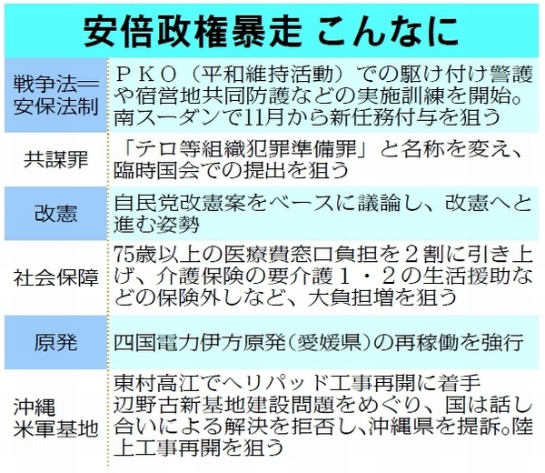 安倍政権暴走 こんなに
戦争法＝
安保法制
ＰＫＯ（平和維持活動）での駆け付け警護
や宿営地共同防護などの実施訓練を開始。
南スーダンで11月から新任務付与を狙う
共謀罪
「テロ等組織犯罪準備罪」と名称を変え、
臨時国会での提出を狙う
改憲
自民党改憲案をベースに議論し、改憲へと
進む姿勢
社会保障
75歳以上の医療費窓口負担を２割に引き上
げ、介護保険の要介護１・２の生活援助な
どの保険外しなど、大負担増を狙う
原発
四国電力伊方原発（愛媛県）の再稼働を強行
沖縄
米軍基地
東村高江でヘリパッド工事再開に着手
辺野古新基地建設問題をめぐり、国は話し
合いによる解決を拒否し、沖縄県を提訴。陸
上工事再開を狙う